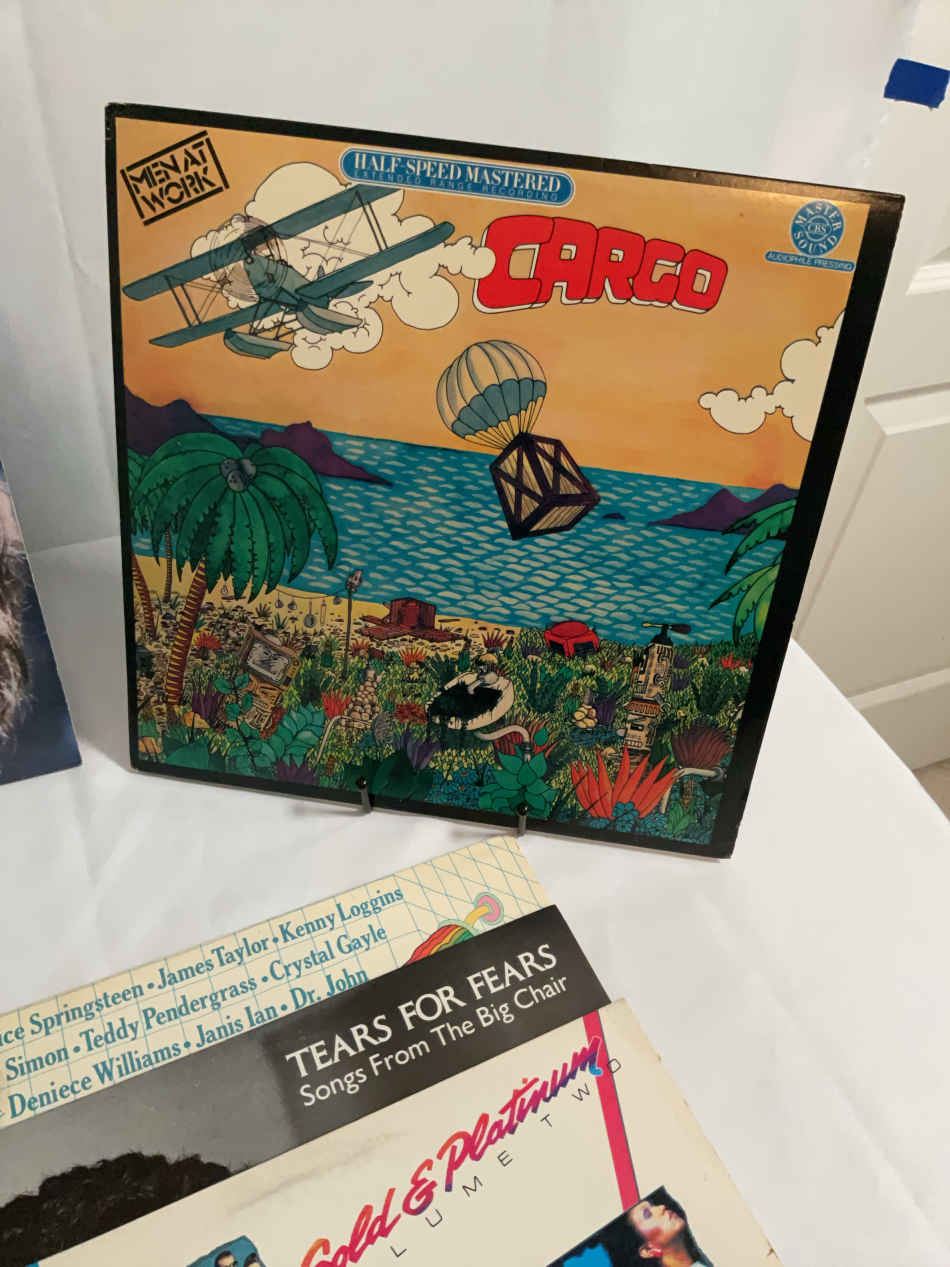 MEN AT
WORK
HALF-SPEED MASTERED
EXTENDED RANGE RECORDING
CARGO
MASTER
CBS
SOUND
AUDIOPHILE PRESSING
Springsteen • James Taylor • Kenny Loggins
Simon • Teddy Pendergrass • Crystal Gayle
Deniece Williams • Janis Ian • Dr. John
TEARS FOR FEARS
Songs From The Big Chair
Gold & Platinum
LUME TWO